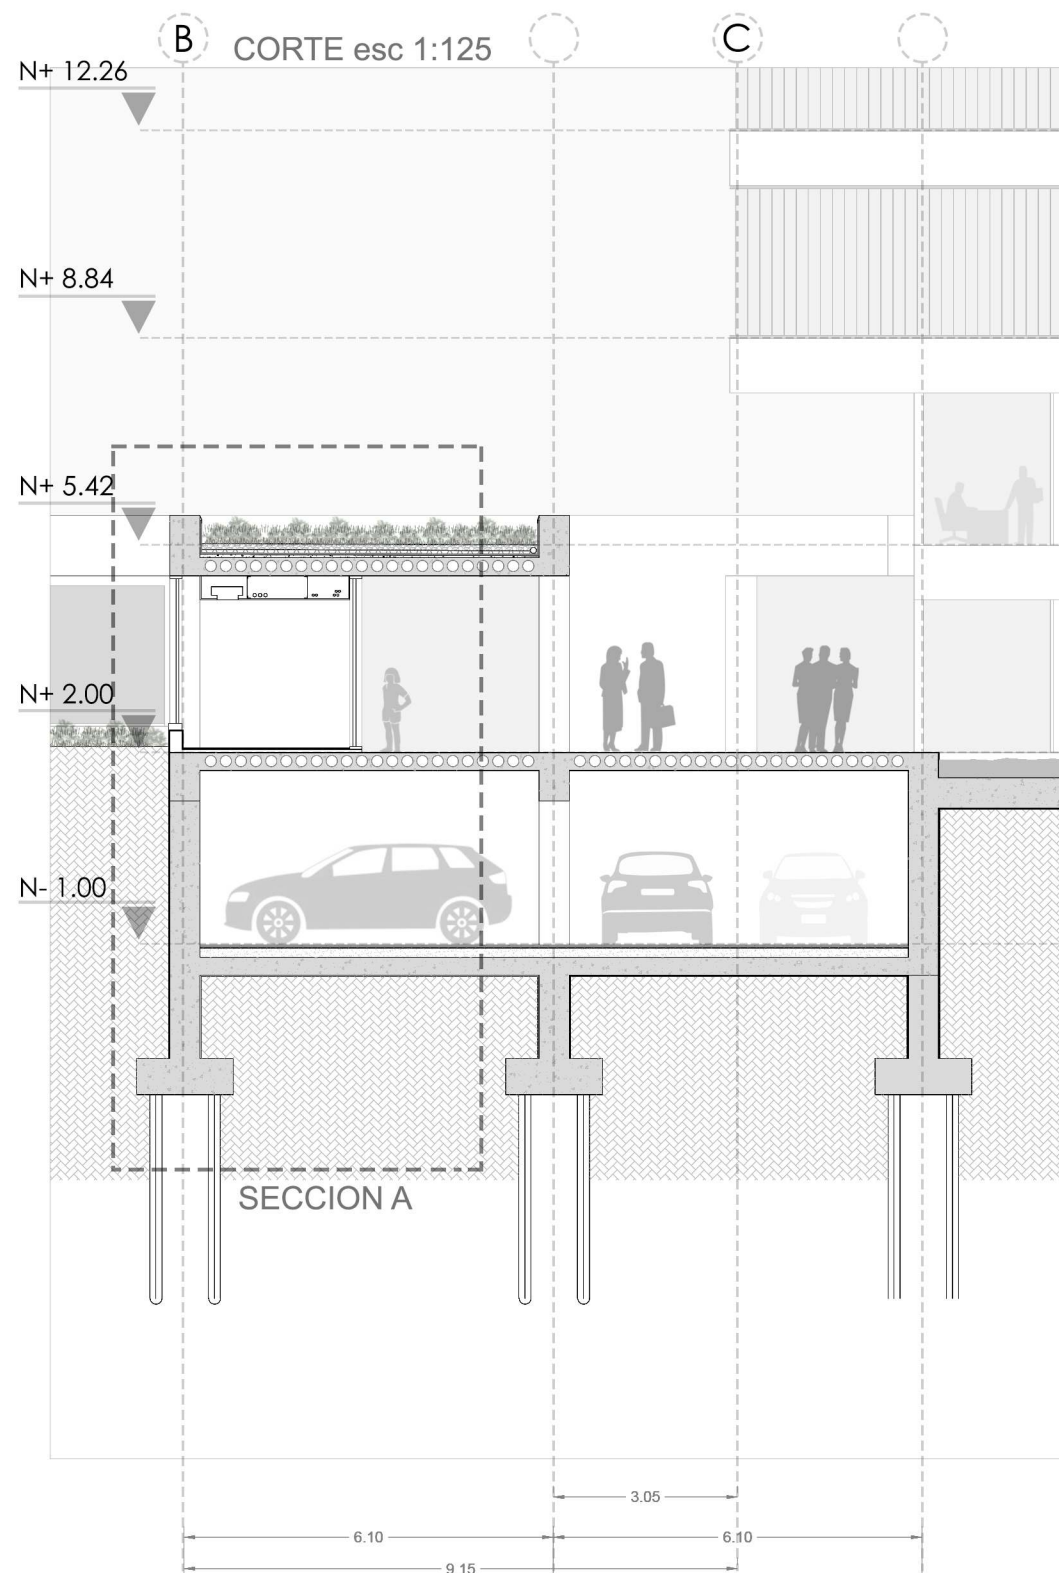 B
CORTE esc 1:125
C
N+ 12.26
N+ 8.84
N+ 5.42
N+ 2.00
N- 1.00
SECCION A
3.05
6.10
6.10
9.15